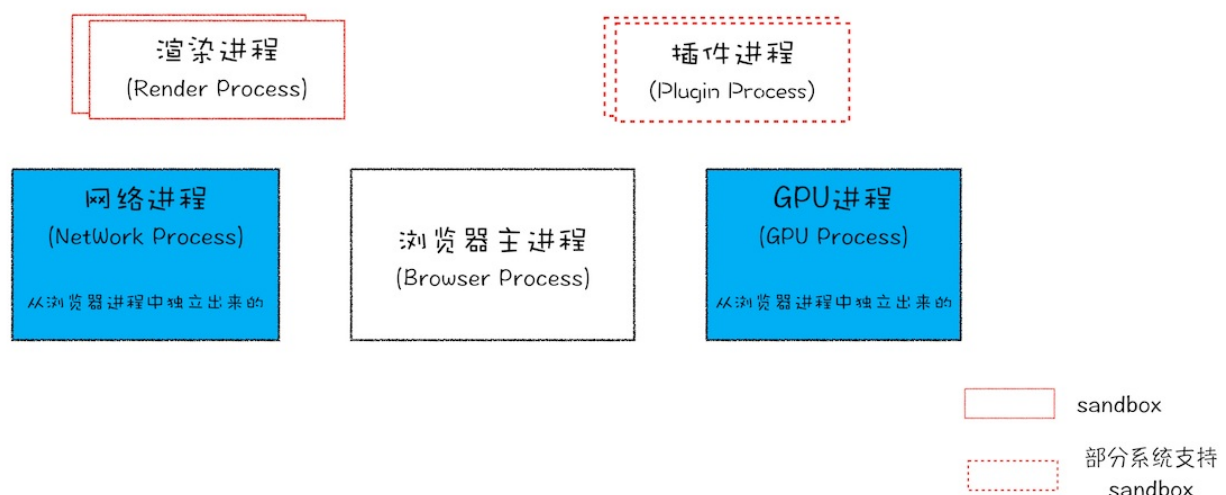 渲染进程
(Render Process)
插件进程
(Plugin Process)
网络进程
(NetWork Process)
从浏览器进程中独立出来的
浏览器主进程
(Browser Process)
GPU进程
(GPU Process)
从浏览器进程中独立出来的
sandbox
部分系统支持
sandbox